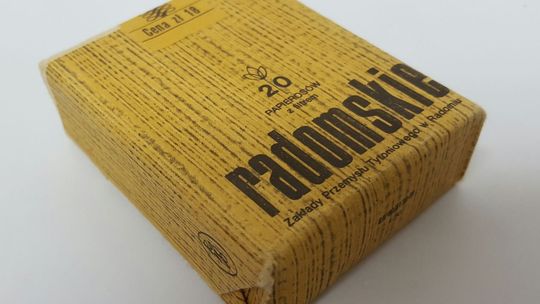 Cena zł 18
20
PAPIEROSÓW
z filtrem
radomskie
Zakłady Przemysłu Tytoniowego w Radomiu